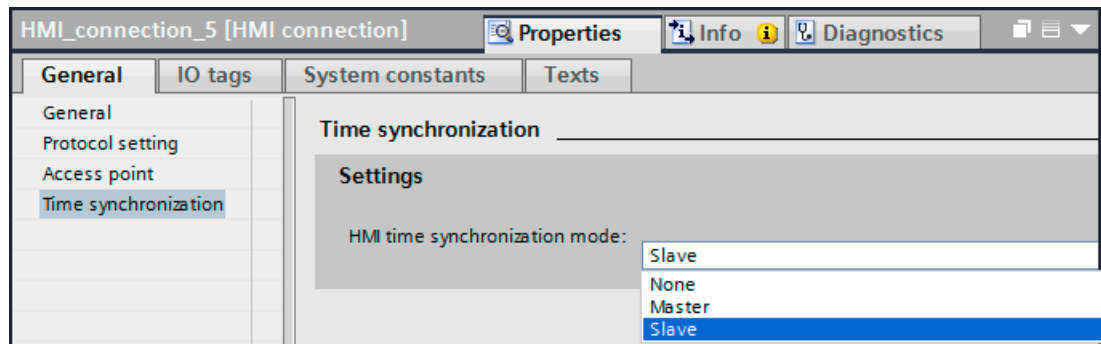 HMI_connection_5 [HMI connection]
Properties
Info
Diagnostics
General
IO tags
System constants
Texts
General
Protocol setting
Access point
Time synchronization
Time synchronization
Settings
HMI time synchronization mode:
Slave
None
Master
Slave